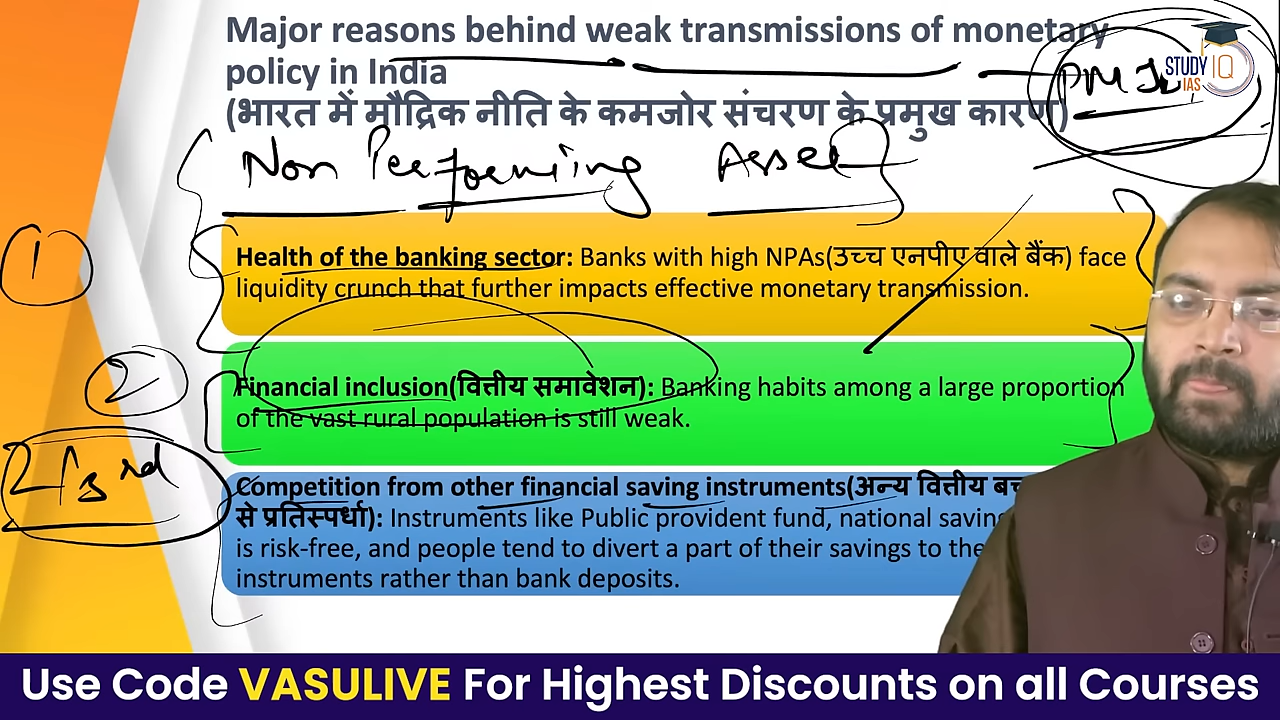 Major reasons behind weak transmissions of monetary
policy in India
(भारत में मौद्रिक नीति के कमजोर संचरण के प्रमुख कारण)
STUDY IQ
IAS
Non Performing Asset
1
Health of the banking sector: Banks with high NPAs(उच्च एनपीए वाले बैंक) face
liquidity crunch that further impacts effective monetary transmission.
2
Financial inclusion(वित्तीय समावेशन): Banking habits among a large proportion
of the vast rural population is still weak.
2/3 rd
Competition from other financial saving instruments(अन्य वित्तीय
से प्रतिस्पर्धा): Instruments like Public provident fund, national
is risk-free, and people tend to divert a part of their savings to
instruments rather than bank deposits.
Use Code VASULIVE For Highest Discounts on all Courses